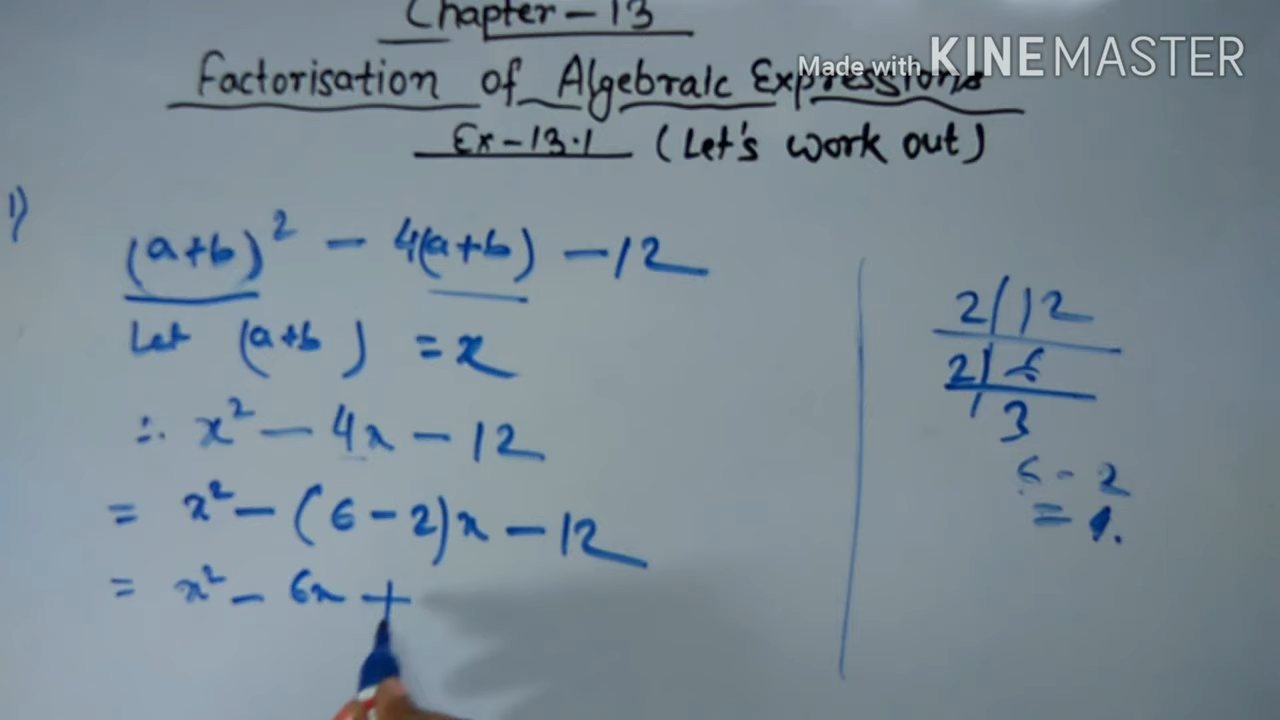 Chapter - 13
Made with KINEMASTER
Factorisation of Algebraic Expressions
Ex - 13.1 (Let's work out)
1)
(a+b)² - 4(a+b) - 12
Let (a+b) = x
∴ x² - 4x - 12
= x² - (6 - 2)x - 12
= x² - 6x +
2/12
2/6
3
6 - 2
=